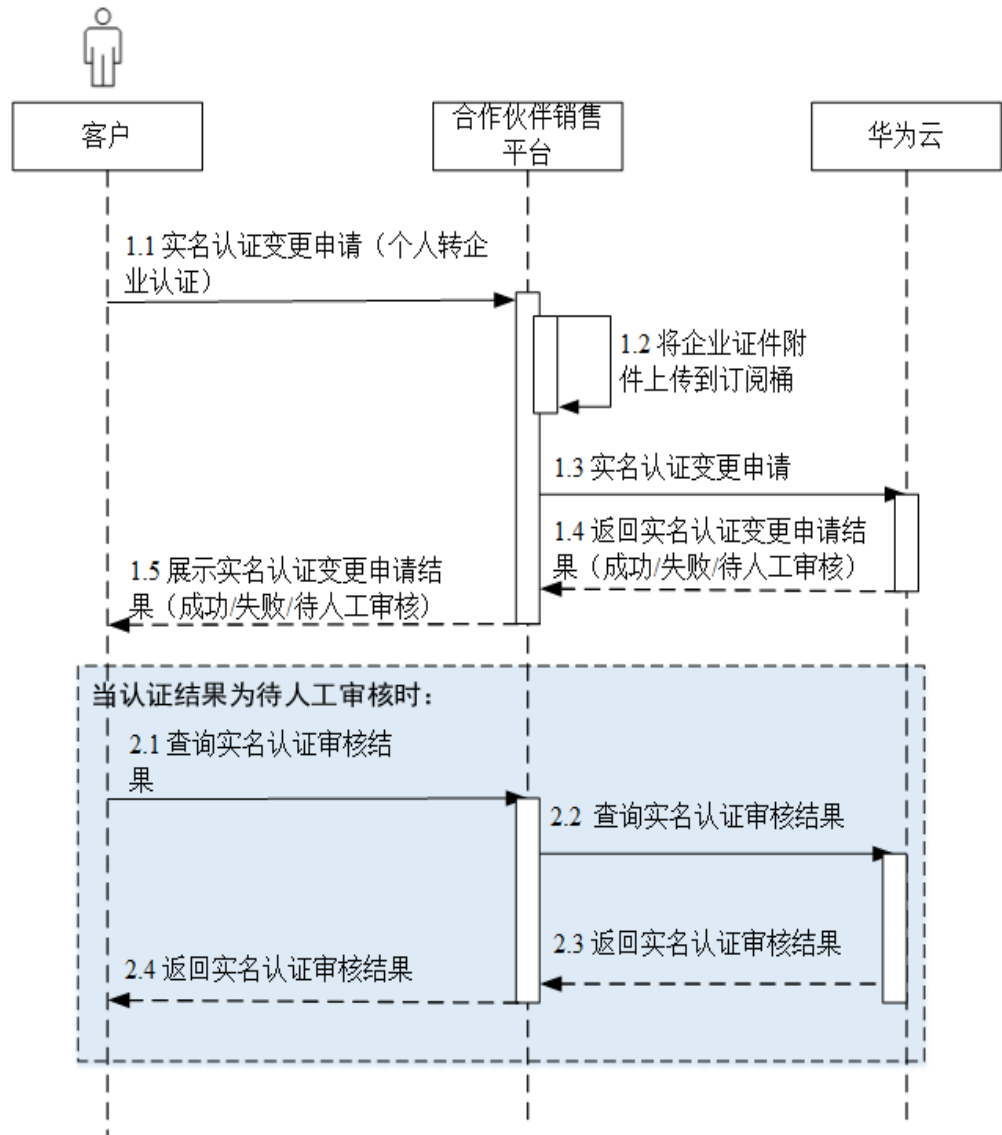 客户
合作伙伴销售
平台
华为云
1.1 实名认证变更申请（个人转企
业认证）
1.2 将企业证件附
件上传到订阅桶
1.3 实名认证变更申请
1.4 返回实名认证变更申请结
果（成功/失败/待人工审核）
1.5 展示实名认证变更申请结
果（成功/失败/待人工审核）
当认证结果为待人工审核时：
2.1 查询实名认证审核结
果
2.2 查询实名认证审核结果
2.3 返回实名认证审核结果
2.4 返回实名认证审核结果